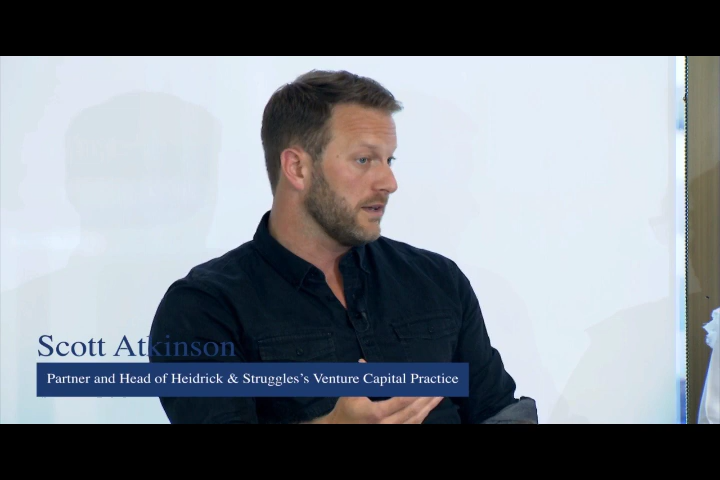 Scott Atkinson
Partner and Head of Heidrick & Struggles's Venture Capital Practice